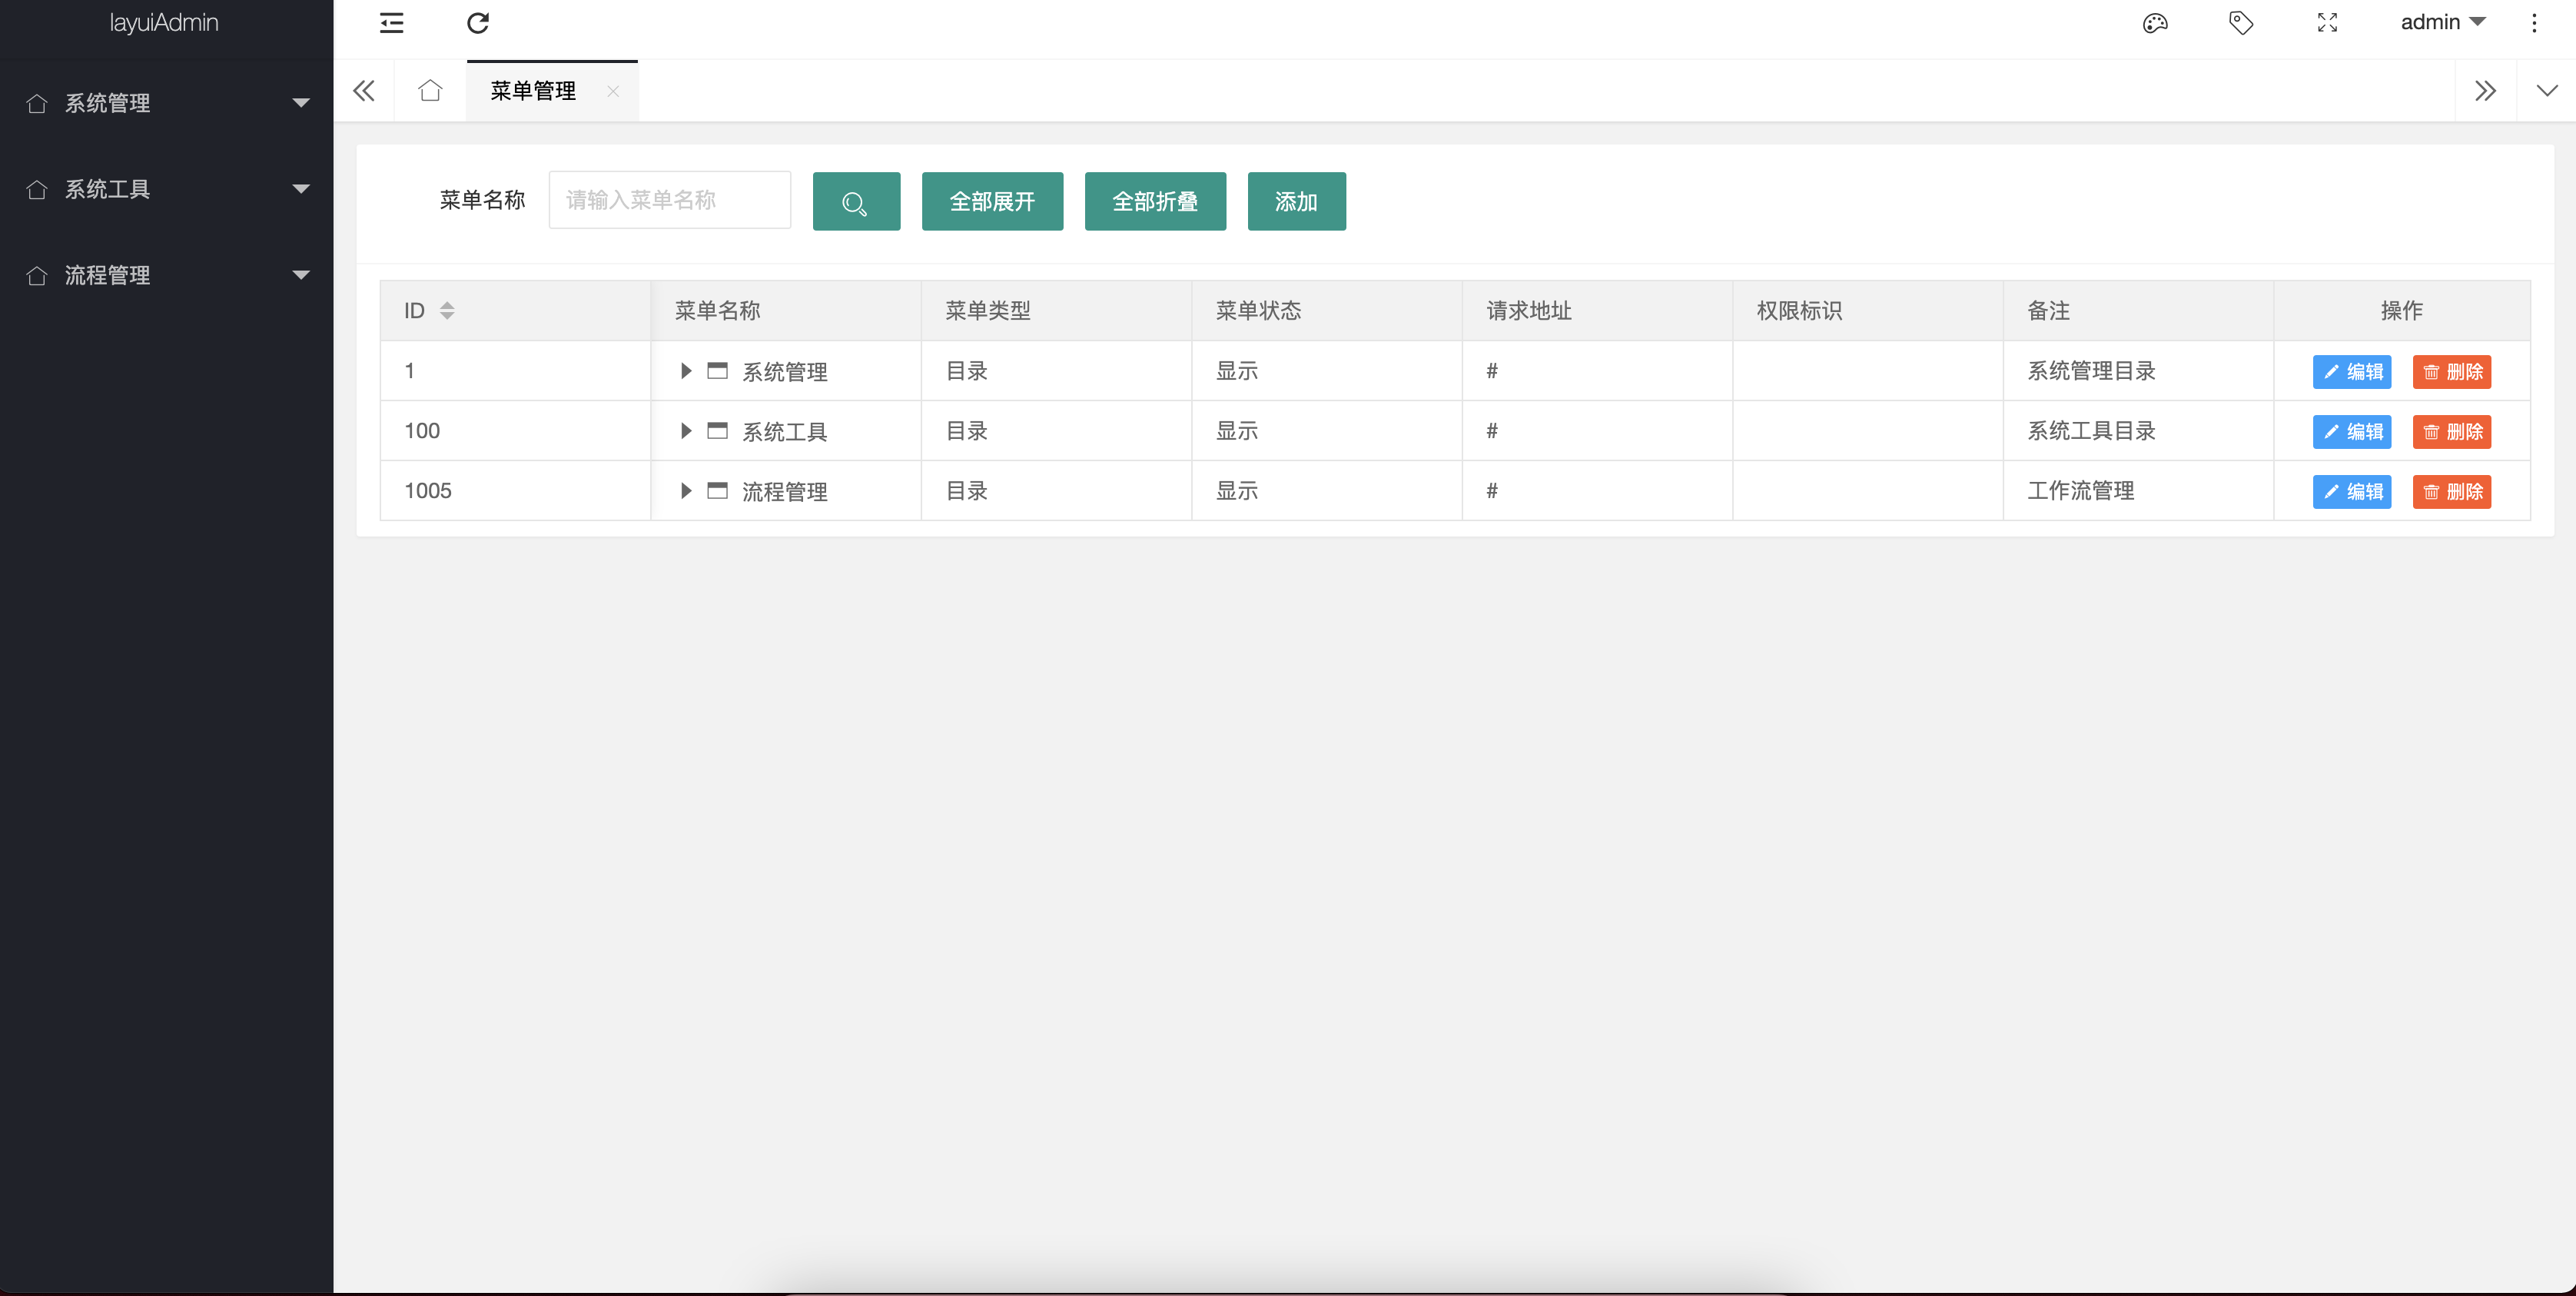 layuiAdmin
admin
系统管理
系统工具
流程管理
菜单管理
菜单名称 请输入菜单名称 全部展开 全部折叠 添加
ID 菜单名称 菜单类型 菜单状态 请求地址 权限标识 备注 操作
1 系统管理 目录 显示 # 系统管理目录 编辑 删除
100 系统工具 目录 显示 # 系统工具目录 编辑 删除
1005 流程管理 目录 显示 # 工作流管理 编辑 删除